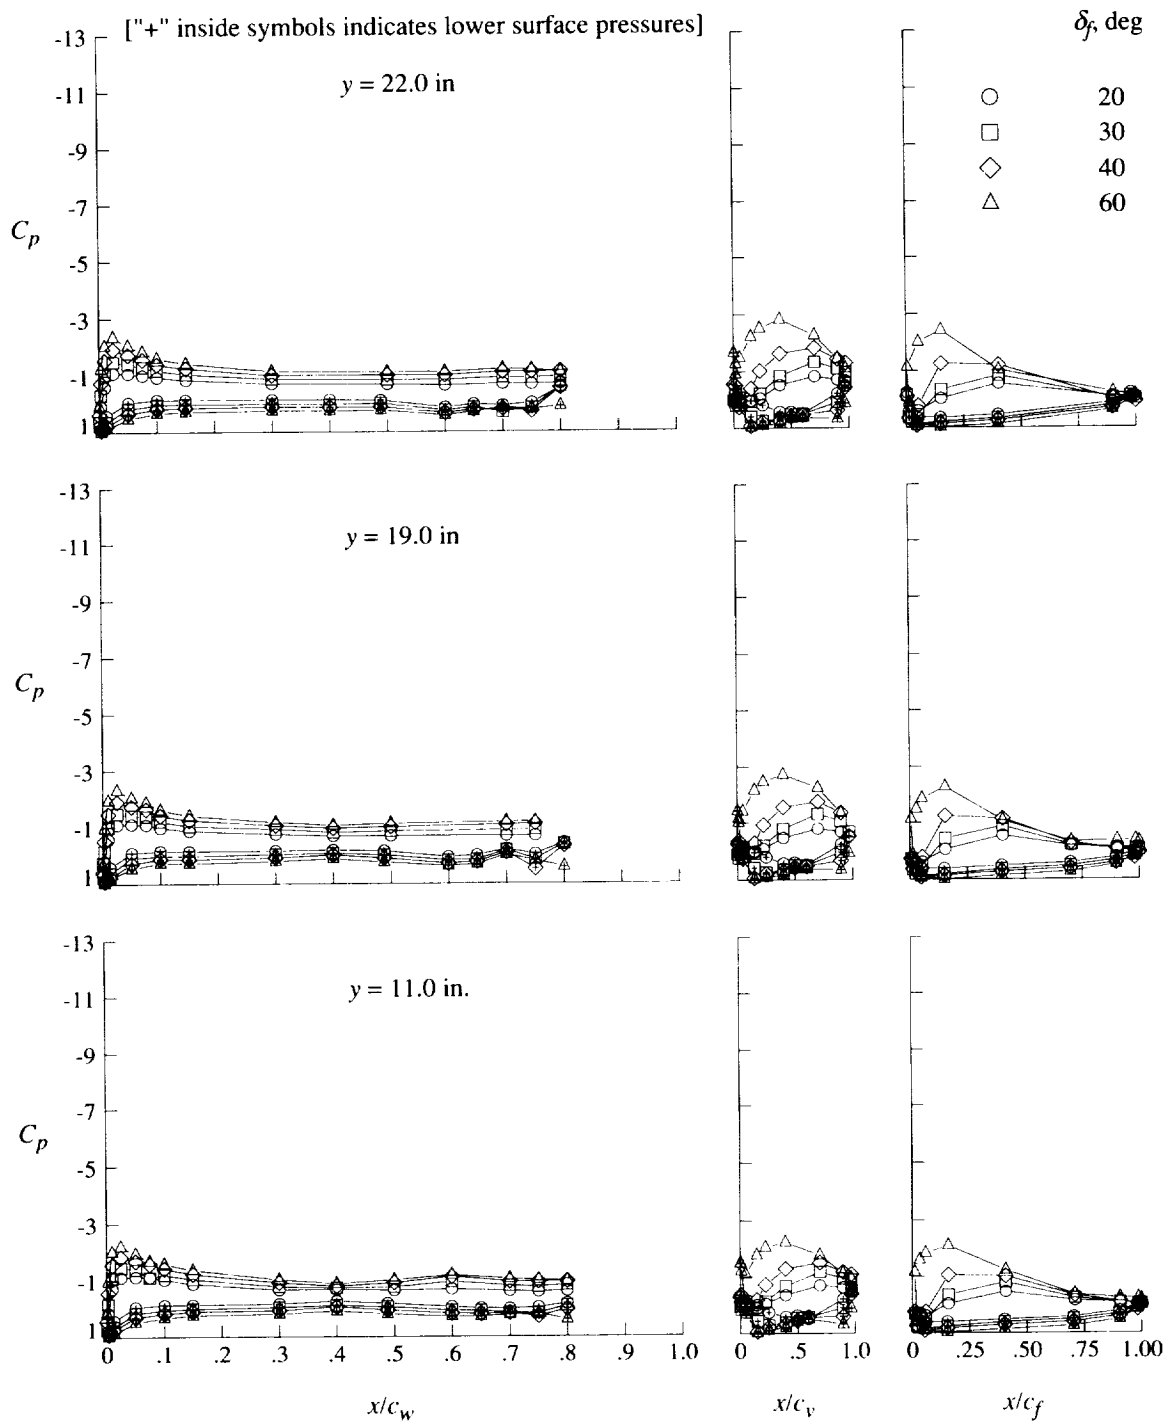 ["+" inside symbols indicates lower surface pressures]
δf, deg
20
30
40
60
y = 22.0 in
-13
-11
-9
-7
-5
-3
-1
1
Cp
y = 19.0 in
-13
-11
-9
-7
-5
-3
-1
1
Cp
y = 11.0 in.
-13
-11
-9
-7
-5
-3
-1
1
Cp
0 .1 .2 .3 .4 .5 .6 .7 .8 .9 1.0
0 .5 1.0
0 .25 .50 .75 1.00
x/cw
x/cv
x/cf